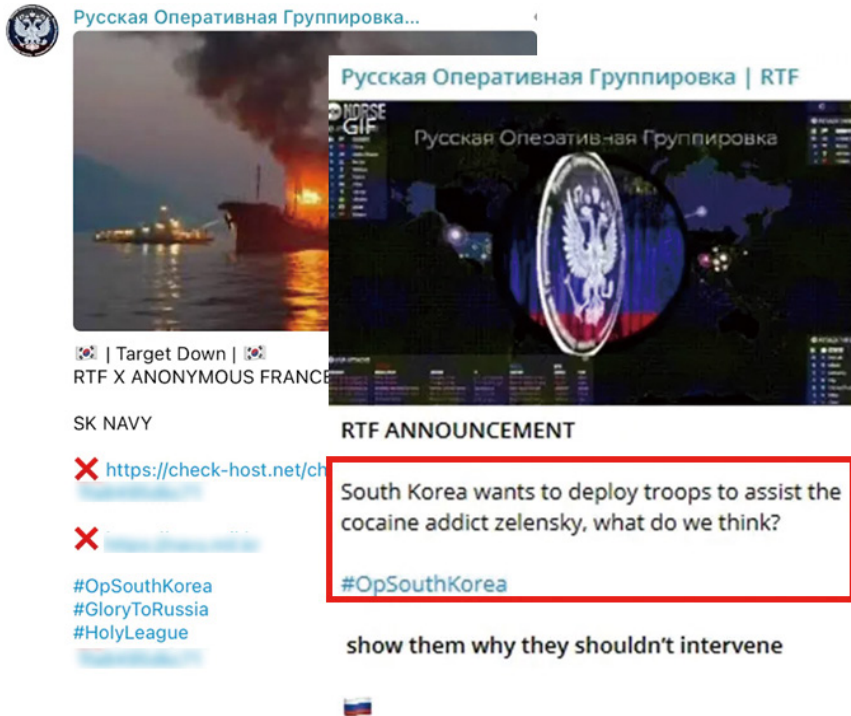 Русская Оперативная Группировка...
🇰🇷 | Target Down | 🇰🇷
RTF X ANONYMOUS FRANCE
SK NAVY
❌ https://check-host.net/ch
❌
#OpSouthKorea
#GloryToRussia
#HolyLeague
Русская Оперативная Группировка | RTF
NORSE
GIF
Русская Оперативная Группировка
RTF ANNOUNCEMENT
South Korea wants to deploy troops to assist the
cocaine addict zelensky, what do we think?
#OpSouthKorea
show them why they shouldn't intervene
🇷🇺